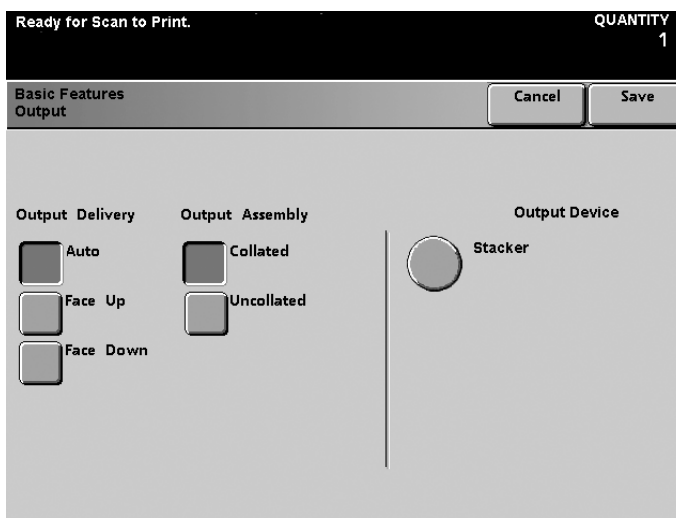 Ready for Scan to Print.
QUANTITY
1
Basic Features
Output
Cancel
Save
Output Delivery
Auto
Face Up
Face Down
Output Assembly
Collated
Uncollated
Output Device
Stacker